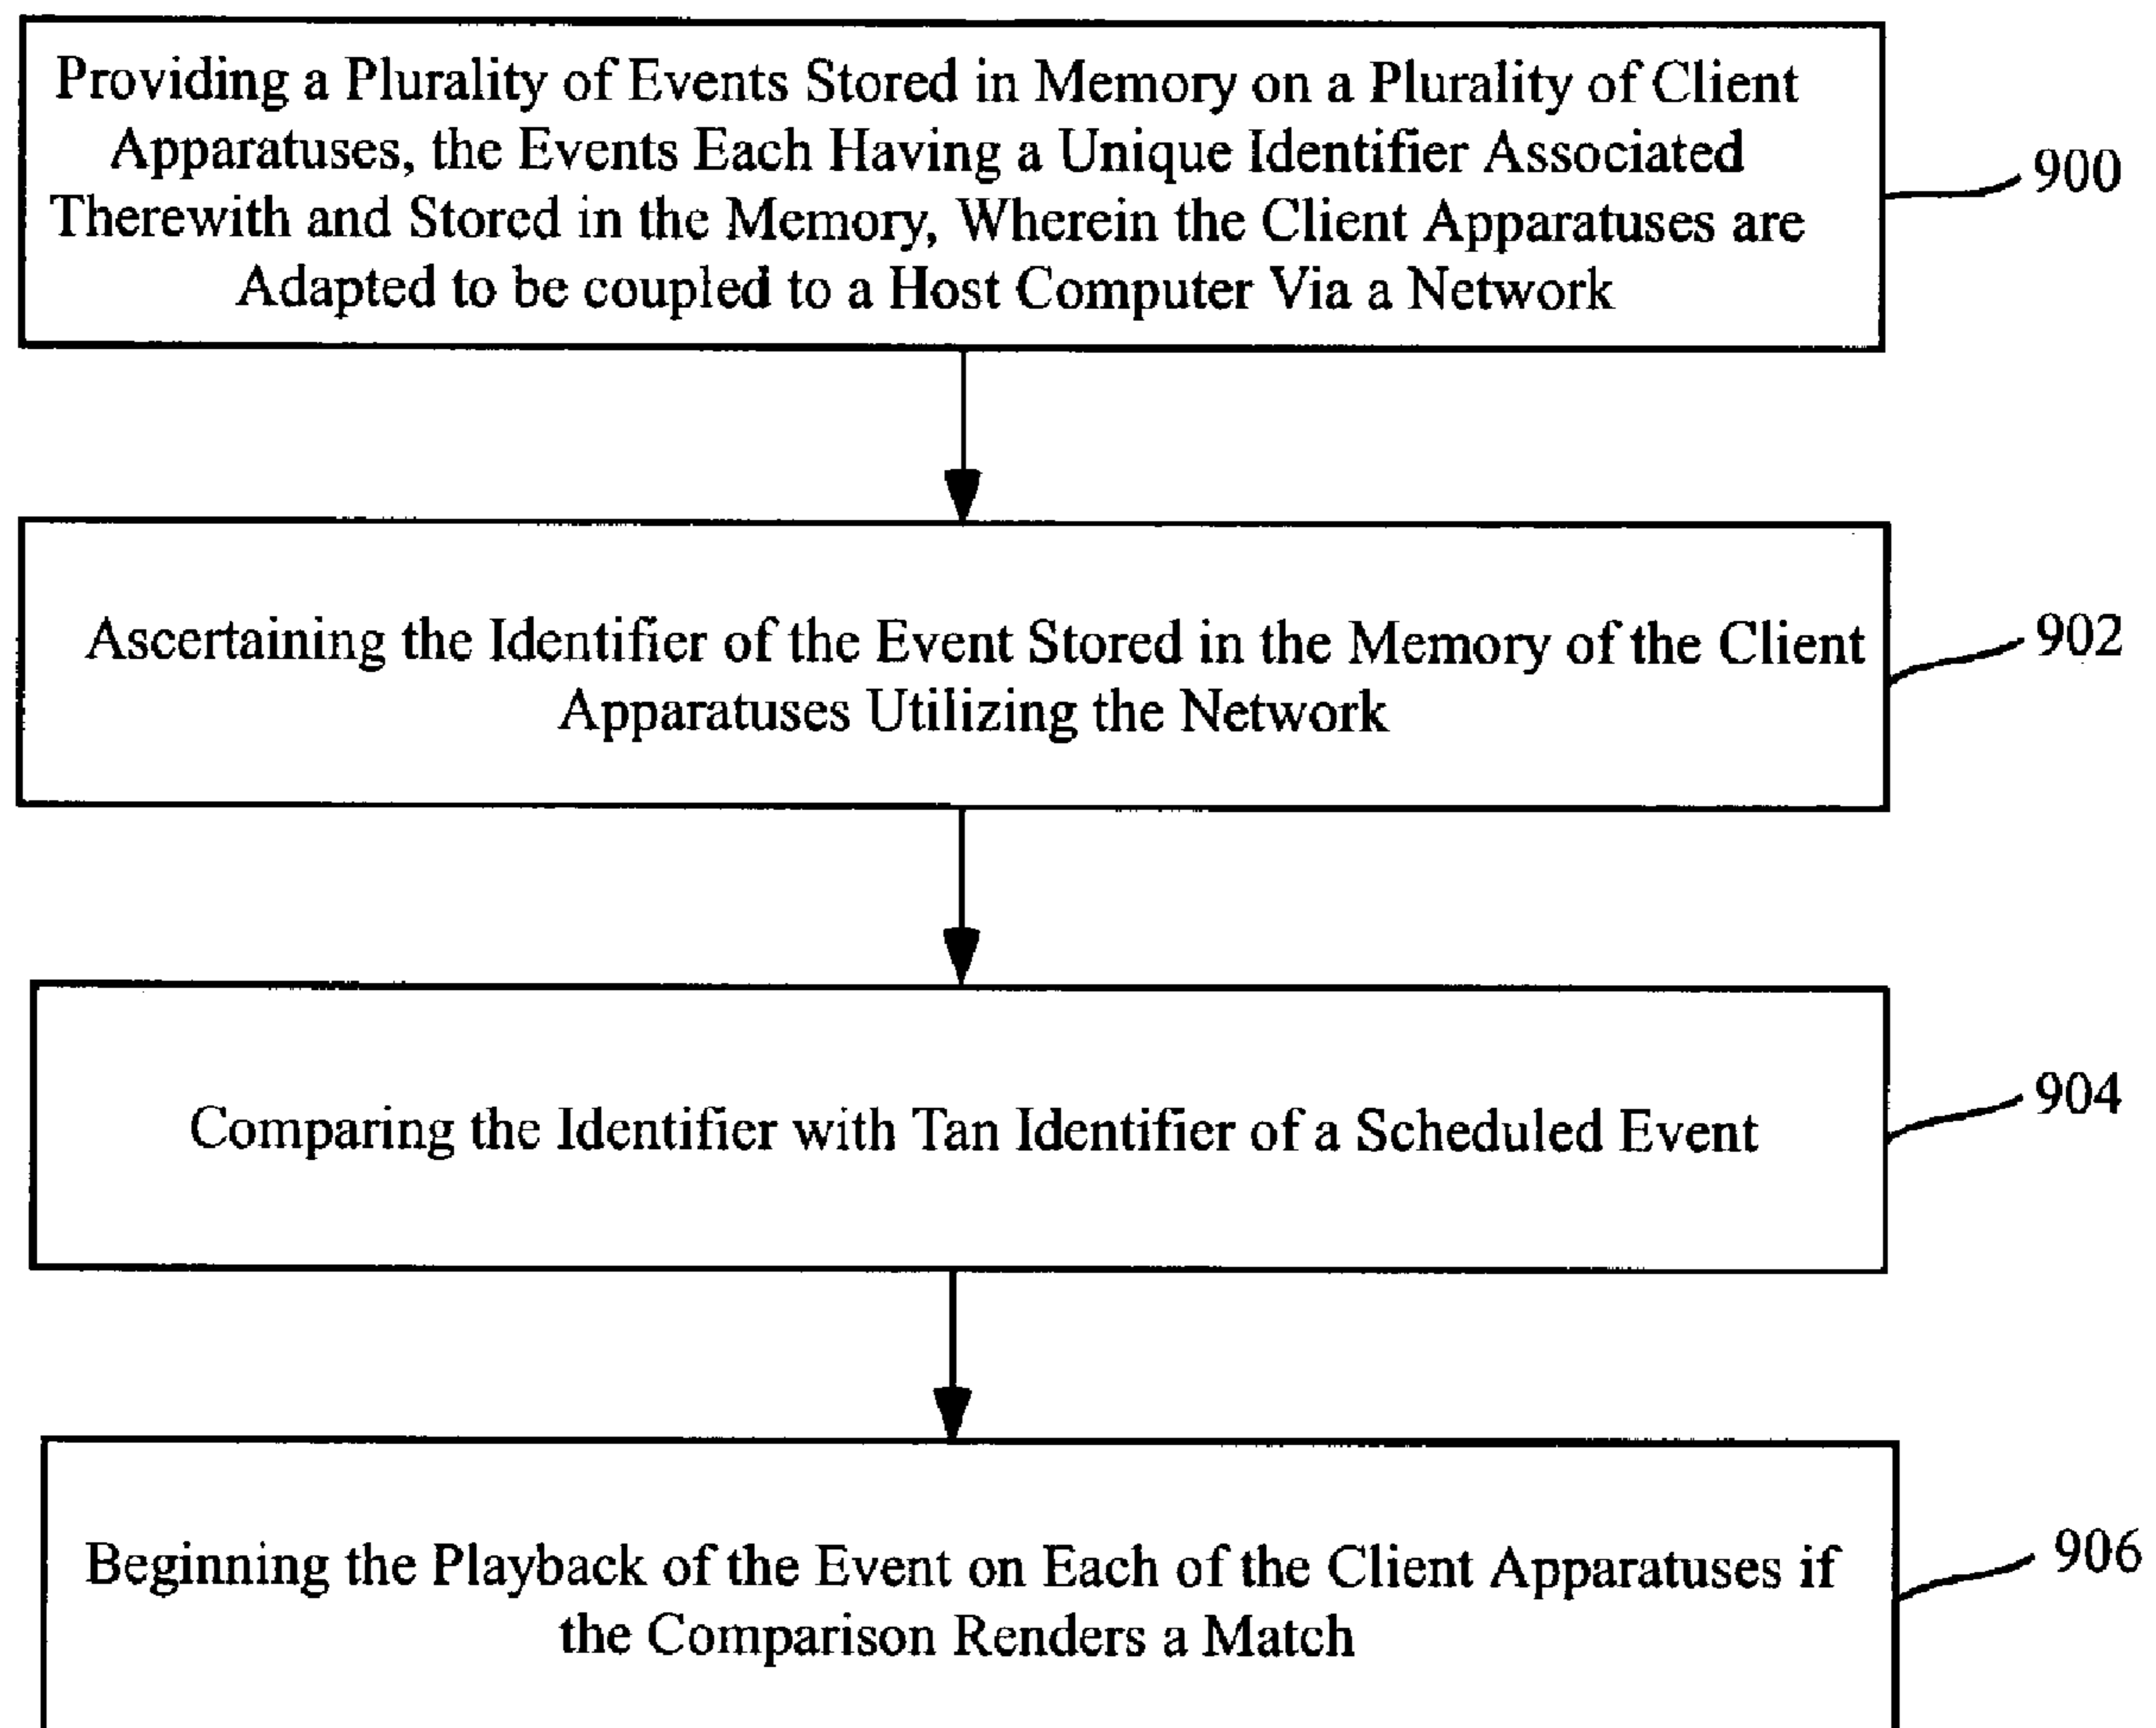 Providing a Plurality of Events Stored in Memory on a Plurality of Client
Apparatuses, the Events Each Having a Unique Identifier Associated
Therewith and Stored in the Memory, Wherein the Client Apparatuses are
Adapted to be coupled to a Host Computer Via a Network
900
Ascertaining the Identifier of the Event Stored in the Memory of the Client
Apparatuses Utilizing the Network
902
Comparing the Identifier with Tan Identifier of a Scheduled Event
904
Beginning the Playback of the Event on Each of the Client Apparatuses if
the Comparison Renders a Match
906